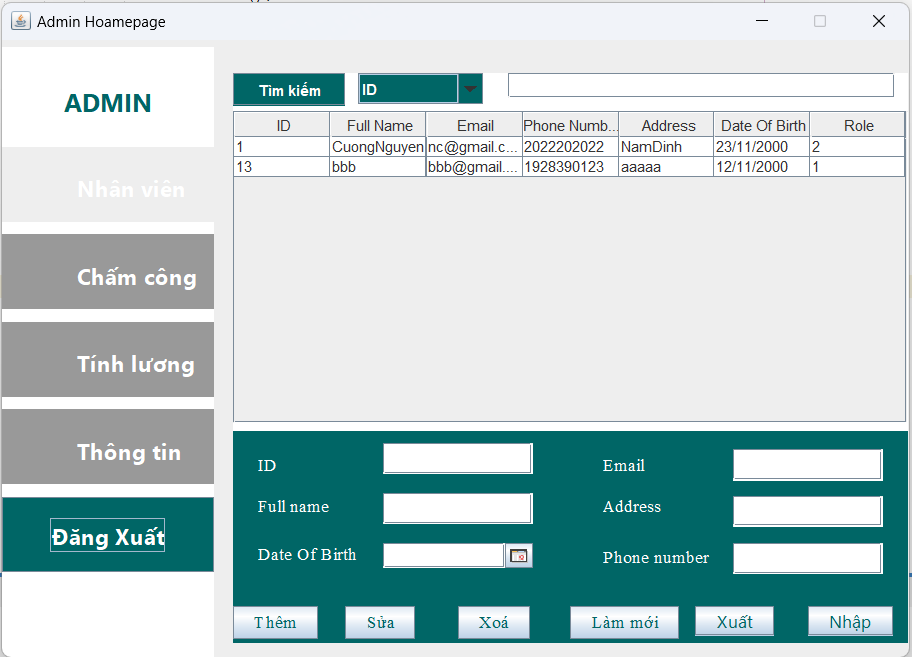 Admin Hoamepage
ADMIN
Nhân viên
Chấm công
Tính lương
Thông tin
Đăng Xuất
Tìm kiếm ID
ID Full Name Email Phone Numb... Address Date Of Birth Role
1 CuongNguyen nc@gmail.c... 2022202022 NamDinh 23/11/2000 2
13 bbb bbb@gmail.... 1928390123 aaaaa 12/11/2000 1
ID Email
Full name Address
Date Of Birth Phone number
Thêm Sửa Xoá Làm mới Xuất Nhập